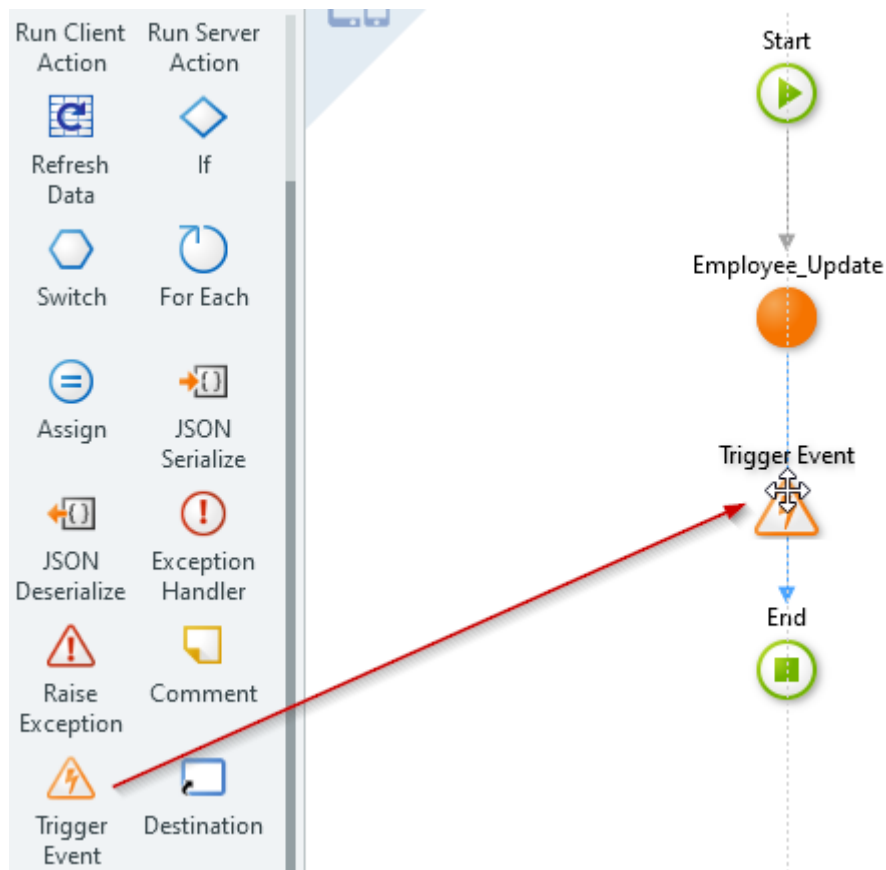 Run Client
Action
Run Server
Action
Refresh
Data
If
Switch
For Each
Assign
JSON
Serialize
JSON
Deserialize
Exception
Handler
Raise
Exception
Comment
Trigger
Event
Destination
Start
Employee_Update
Trigger Event
End